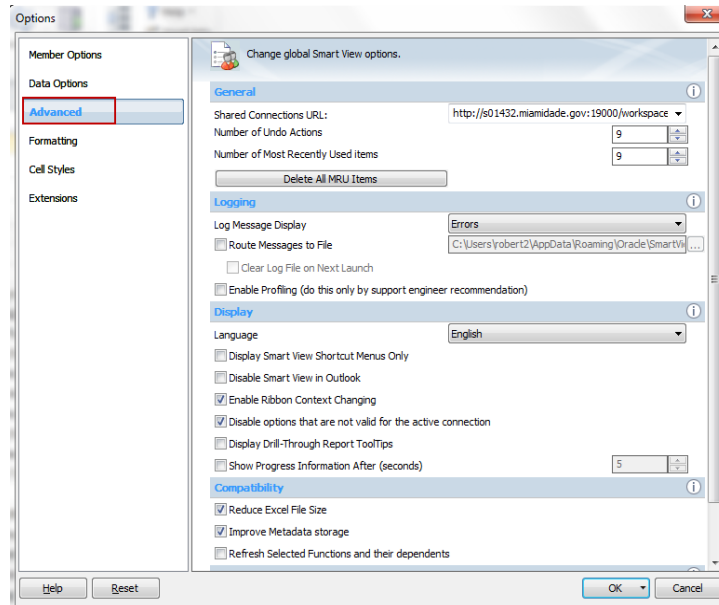 Options
Member Options
Data Options
Advanced
Formatting
Cell Styles
Extensions
Change global Smart View options.
General
Shared Connections URL: http://s01432.miamidade.gov:19000/workspace
Number of Undo Actions 9
Number of Most Recently Used items 9
Delete All MRU Items
Logging
Log Message Display Errors
Route Messages to File C:\Users\robert2\AppData\Roaming\Oracle\SmartVi ...
Clear Log File on Next Launch
Enable Profiling (do this only by support engineer recommendation)
Display
Language English
Display Smart View Shortcut Menus Only
Disable Smart View in Outlook
Enable Ribbon Context Changing
Disable options that are not valid for the active connection
Display Drill-Through Report ToolTips
Show Progress Information After (seconds) 5
Compatibility
Reduce Excel File Size
Improve Metadata storage
Refresh Selected Functions and their dependents
Help Reset OK Cancel